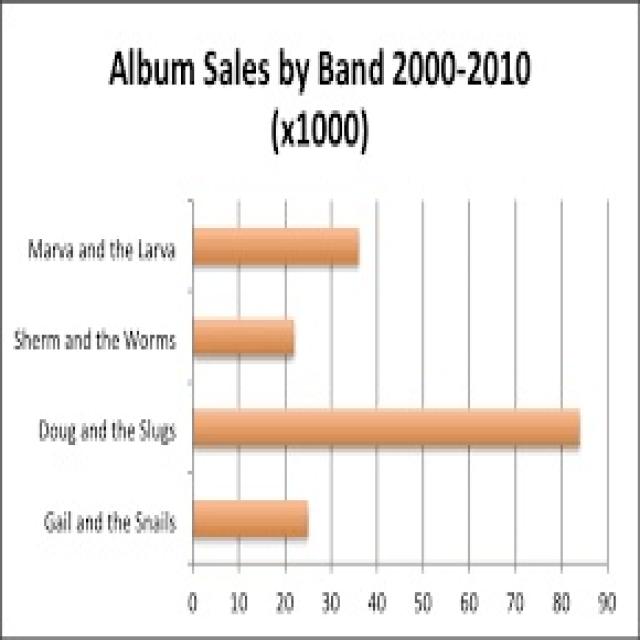 Album Sales by Band 2000-2010
(x1000)
Marva and the Larva
Sherm and the Worms
Doug and the Slugs
Gail and the Snails
0 10 20 30 40 50 60 70 80 90